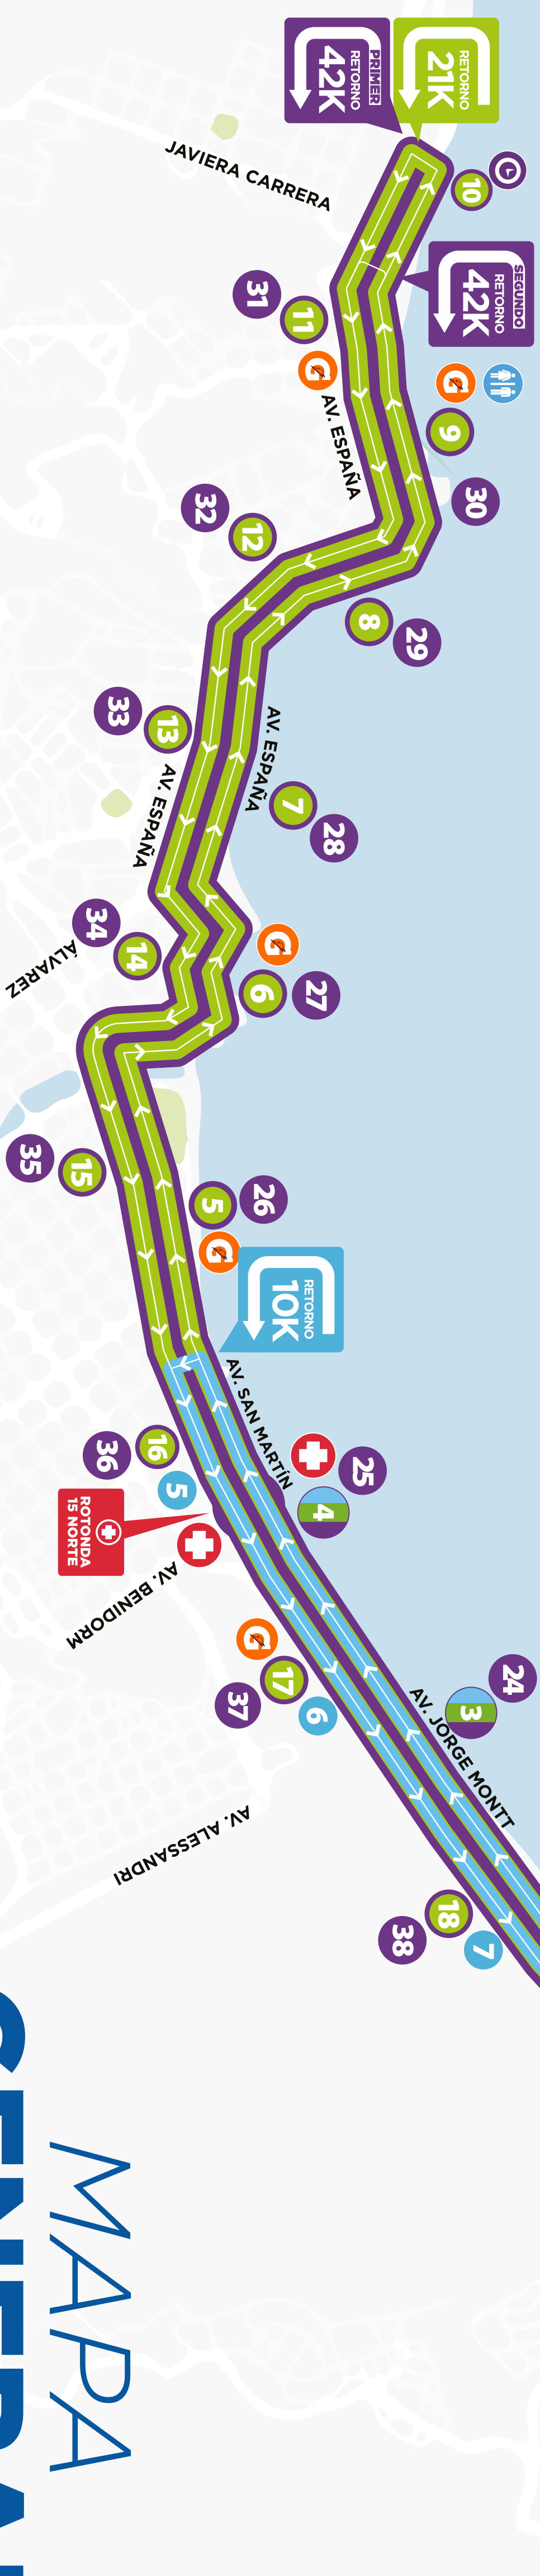 RETORNO
21K
PRIMER
RETORNO
42K
JAVIERA CARRERA
10
SEGUNDO
RETORNO
42K
31
11
G
G
AV. ESPAÑA
9
30
32
12
8
29
33
13
AV. ESPAÑA
AV. ESPAÑA
7
28
34
14
ÁLVAREZ
G
6
27
35
15
5
26
G
RETORNO
10K
AV. SAN MARTÍN
36
16
5
25
4
ROTONDA
15 NORTE
AV. BENIDORM
G
17
37
6
24
3
AV. JORGE MONTT
AV. ALESSANDRI
18
38
7
MAPA